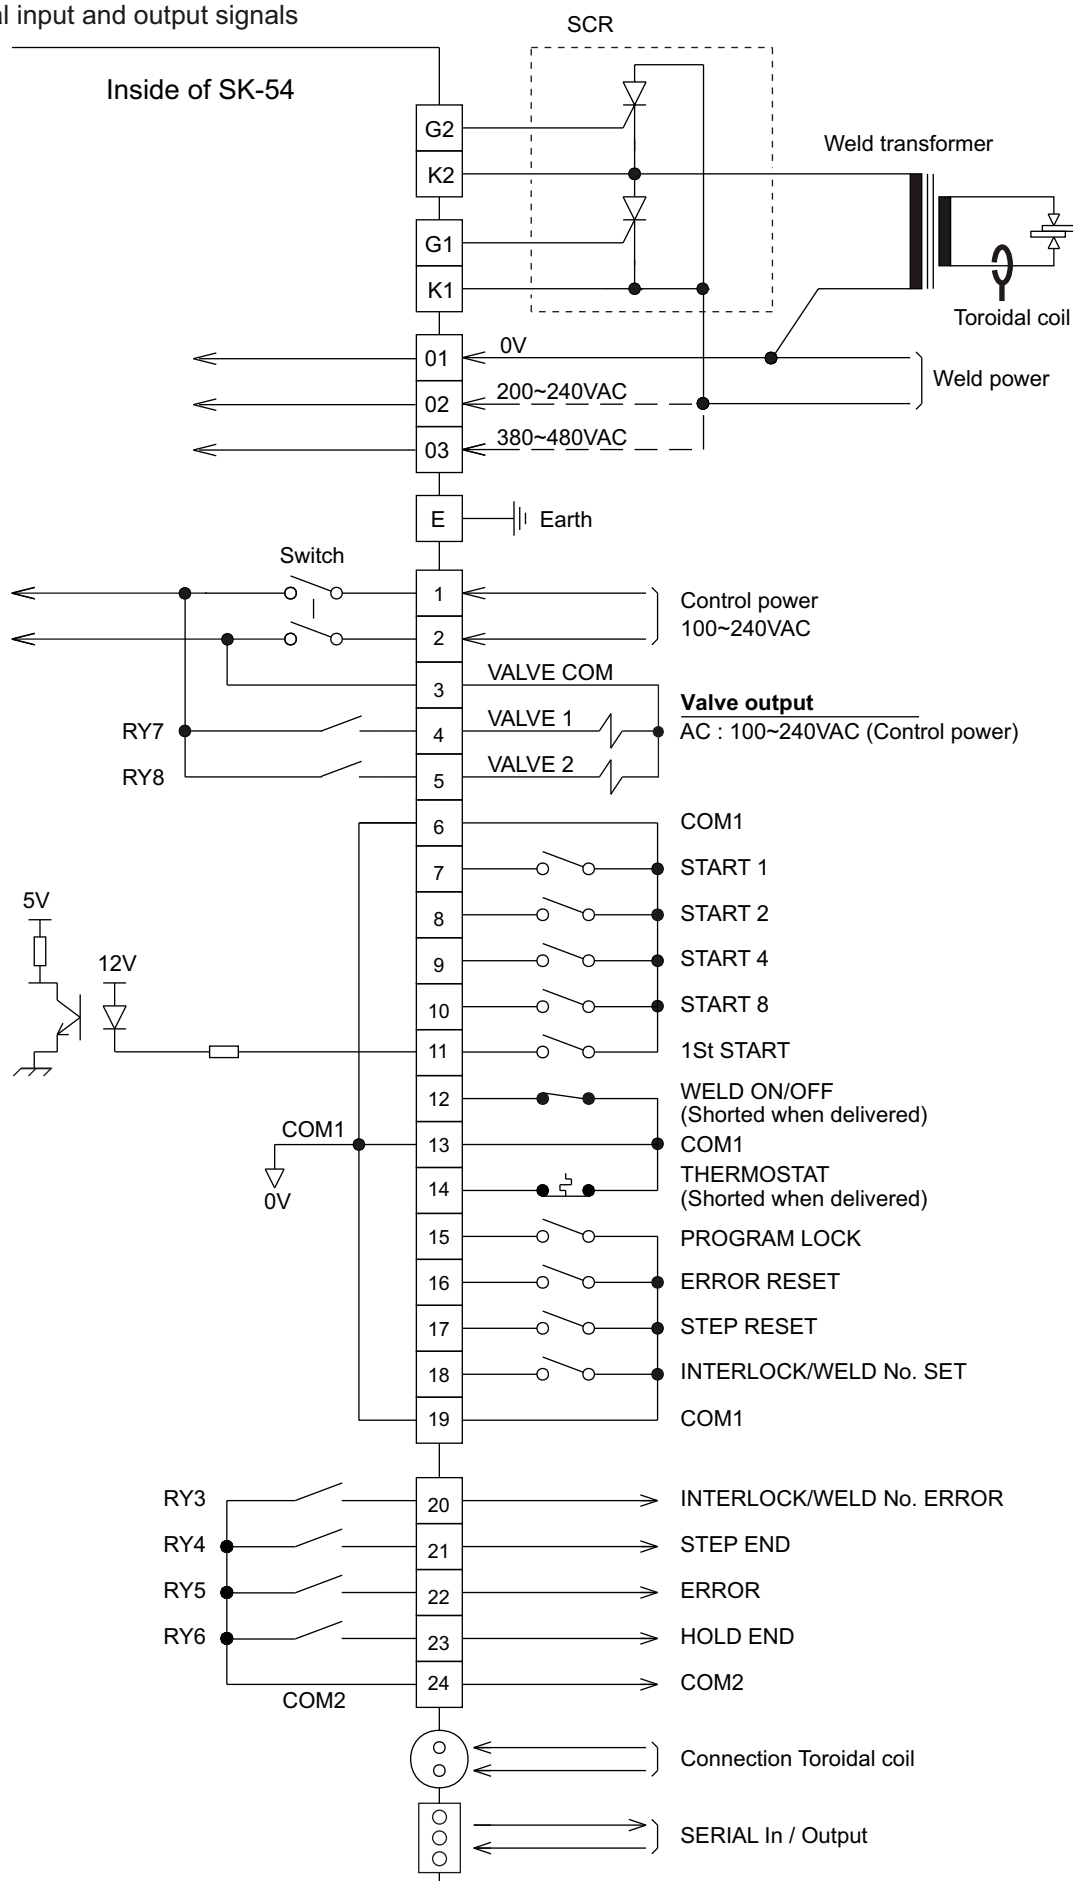 al input and output signals
SCR
Inside of SK-54
G2
Weld transformer
K2
G1
K1
Toroidal coil
01
0V
Weld power
02
200~240VAC
03
380~480VAC
E
Earth
Switch
1
Control power
100~240VAC
2
3
VALVE COM
Valve output
AC : 100~240VAC (Control power)
RY7
4
VALVE 1
RY8
5
VALVE 2
6
COM1
7
START 1
8
START 2
5V
9
START 4
12V
10
START 8
11
1St START
12
WELD ON/OFF
(Shorted when delivered)
COM1
13
COM1
0V
14
THERMOSTAT
(Shorted when delivered)
15
PROGRAM LOCK
16
ERROR RESET
17
STEP RESET
18
INTERLOCK/WELD No. SET
19
COM1
RY3
20
INTERLOCK/WELD No. ERROR
RY4
21
STEP END
RY5
22
ERROR
RY6
23
HOLD END
COM2
24
COM2
Connection Toroidal coil
SERIAL In / Output